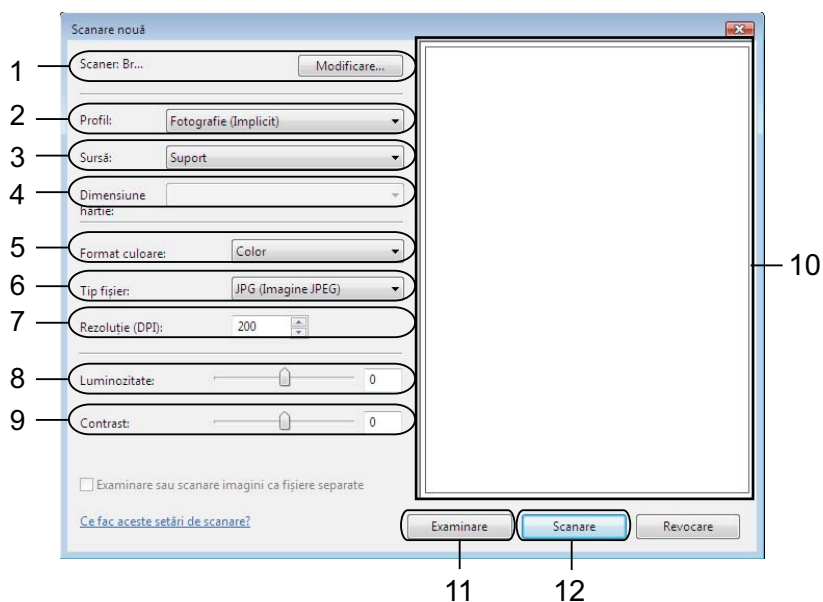 Scanare nouă
1 Scaner: Br... Modificare...
2 Profil: Fotografie (Implicit)
3 Sursă: Suport
4 Dimensiune hârtie:
5 Format culoare: Color
6 Tip fișier: JPG (Imagine JPEG)
7 Rezoluție (DPI): 200
8 Luminozitate: 0
9 Contrast: 0
10
Examinare sau scanare imagini ca fișiere separate
Ce fac aceste setări de scanare?
Examinare Scanare Revocare
11 12